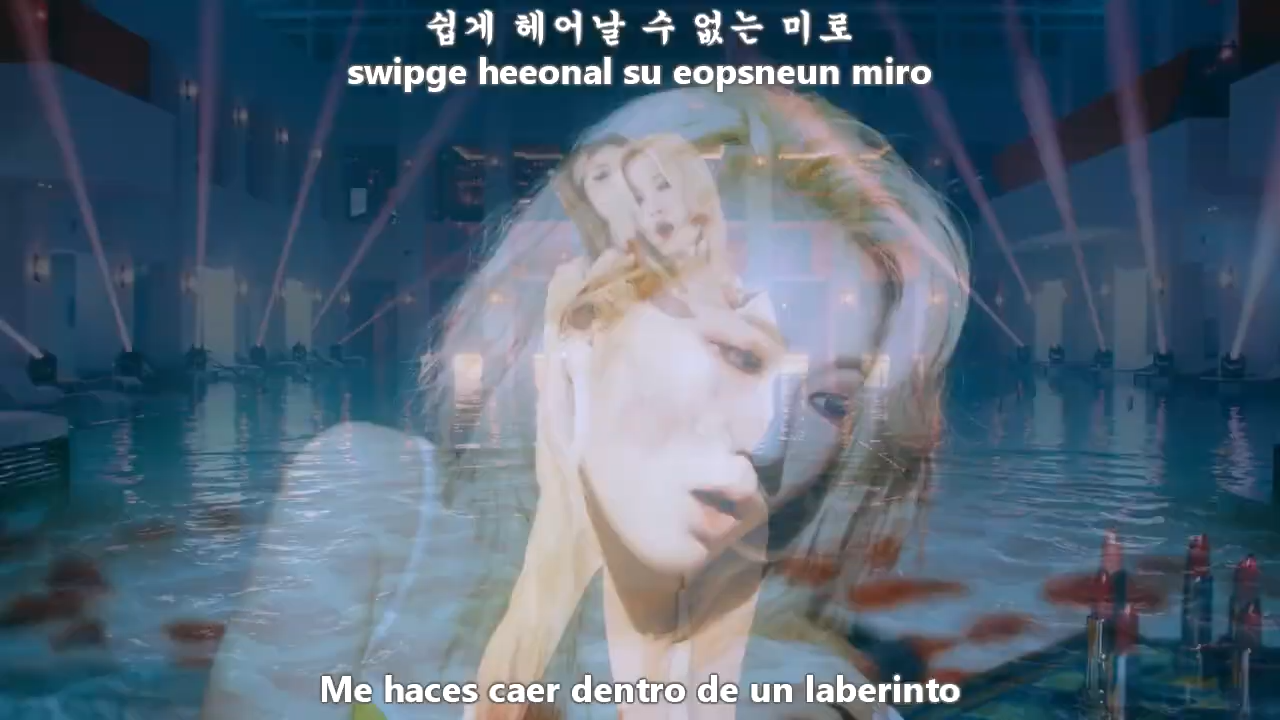 쉽게 헤어날 수 없는 미로
swipge heeonal su eopsneun miro
Me haces caer dentro de un laberinto